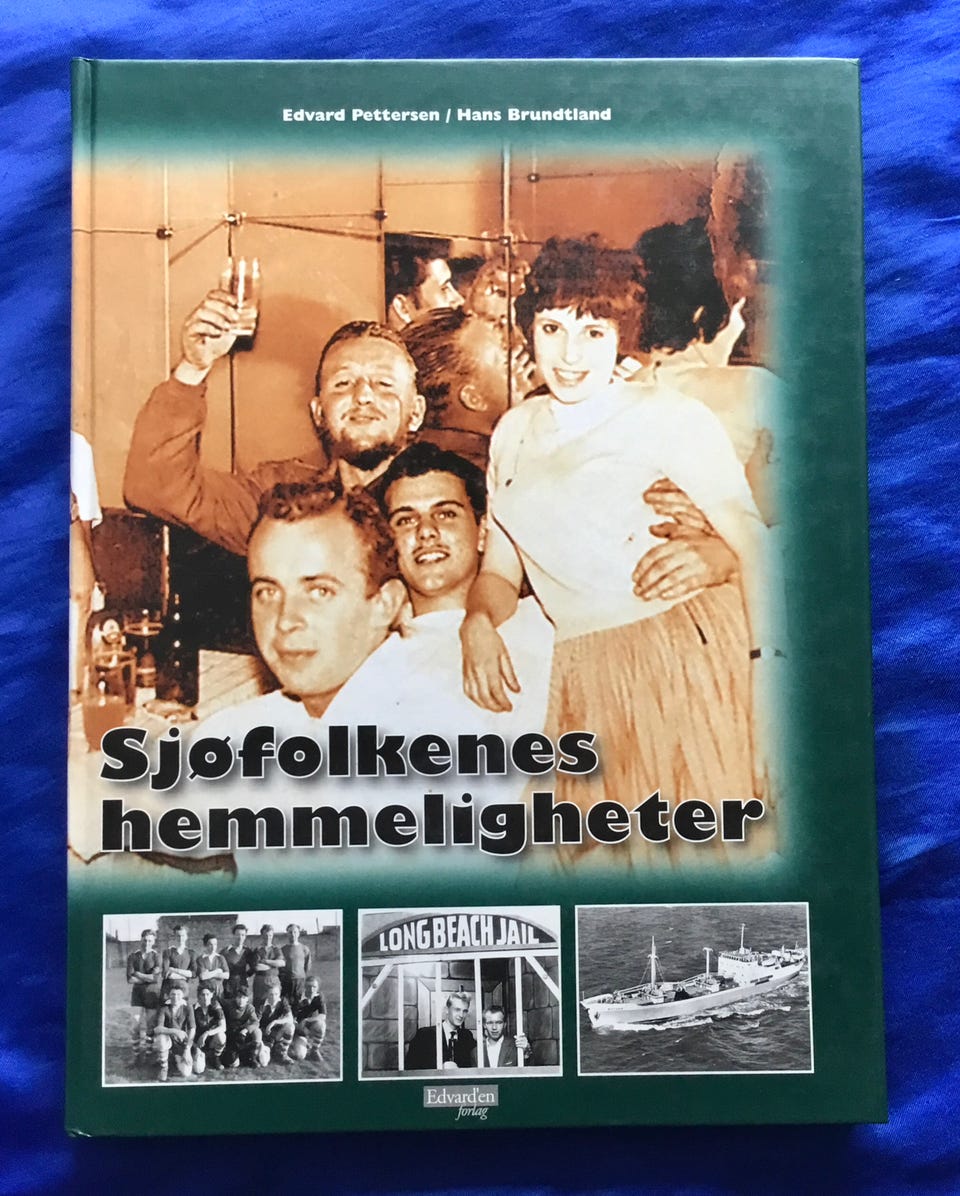 Edvard Pettersen / Hans Brundtland
Sjøfolkenes
hemmeligheter
LONG BEACH JAIL
Edvard'en
forlag